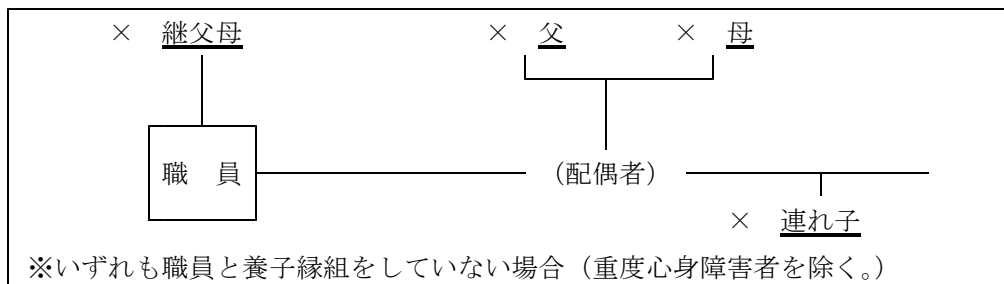 × 継父母 × 父 × 母
職 員 （配偶者）
× 連れ子
※いずれも職員と養子縁組をしていない場合（重度心身障害者を除く。）